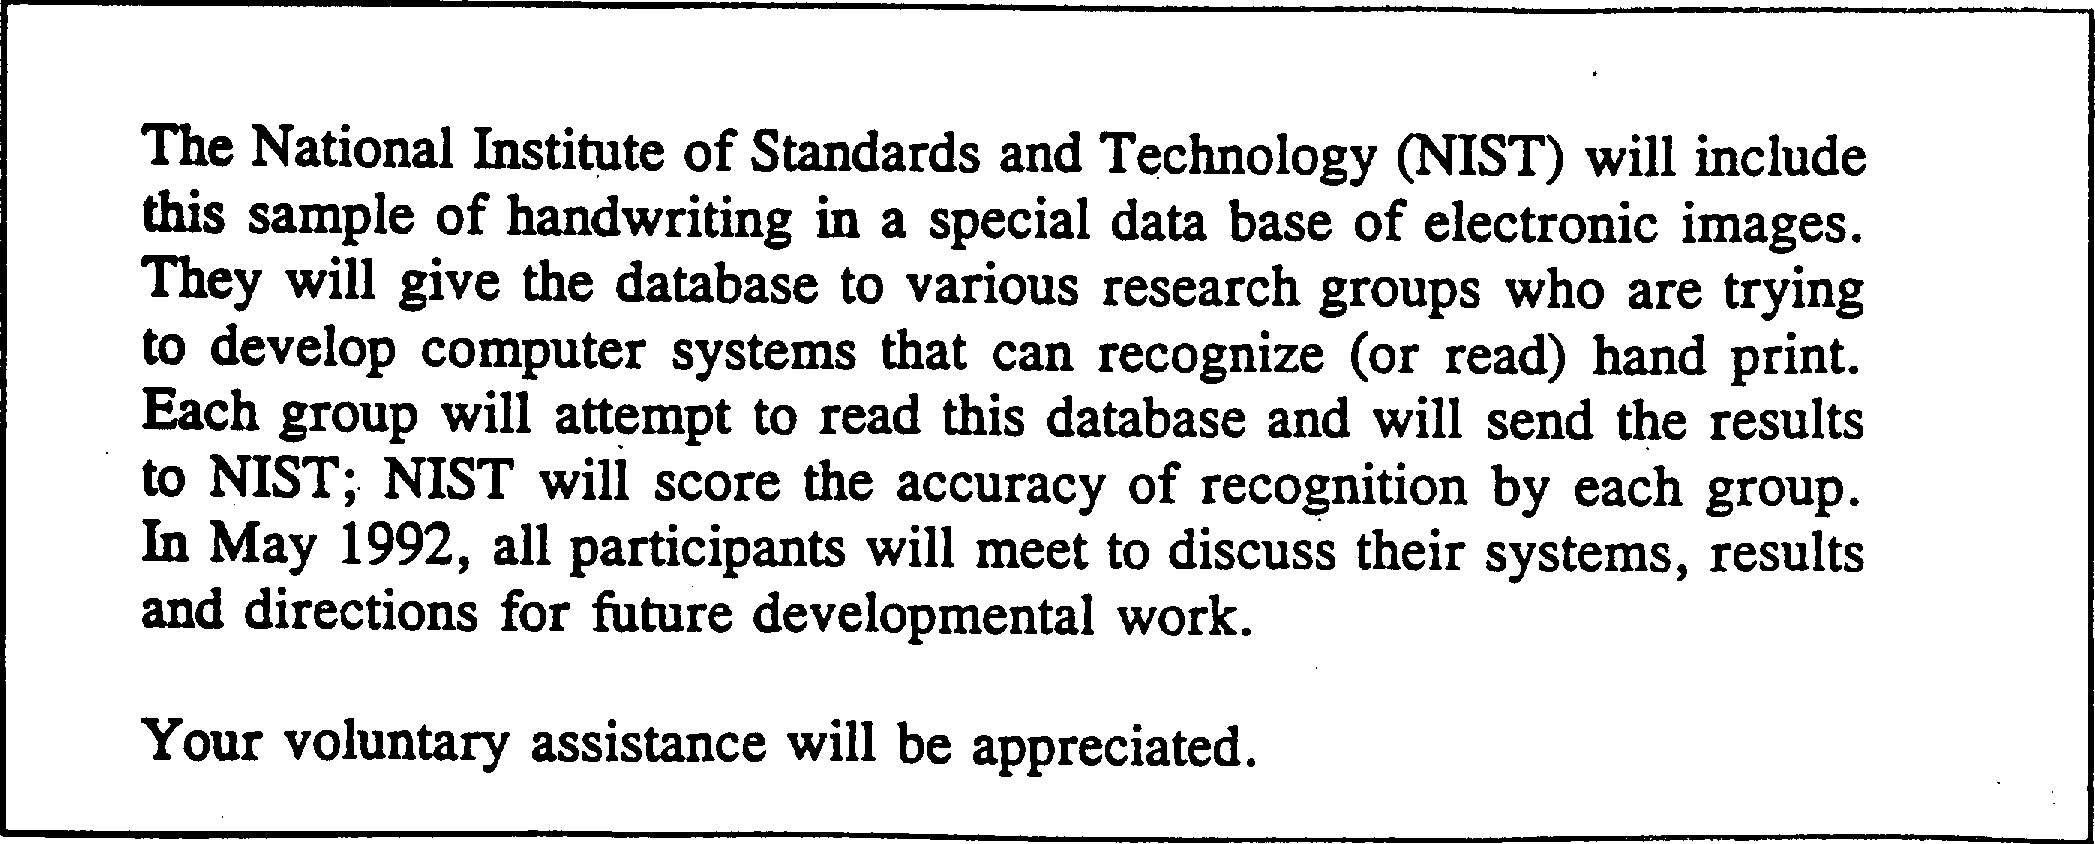 The National Institute of Standards and Technology (NIST) will include
this sample of handwriting in a special data base of electronic images.
They will give the database to various research groups who are trying
to develop computer systems that can recognize (or read) hand print.
Each group will attempt to read this database and will send the results
to NIST; NIST will score the accuracy of recognition by each group.
In May 1992, all participants will meet to discuss their systems, results
and directions for future developmental work.
Your voluntary assistance will be appreciated.